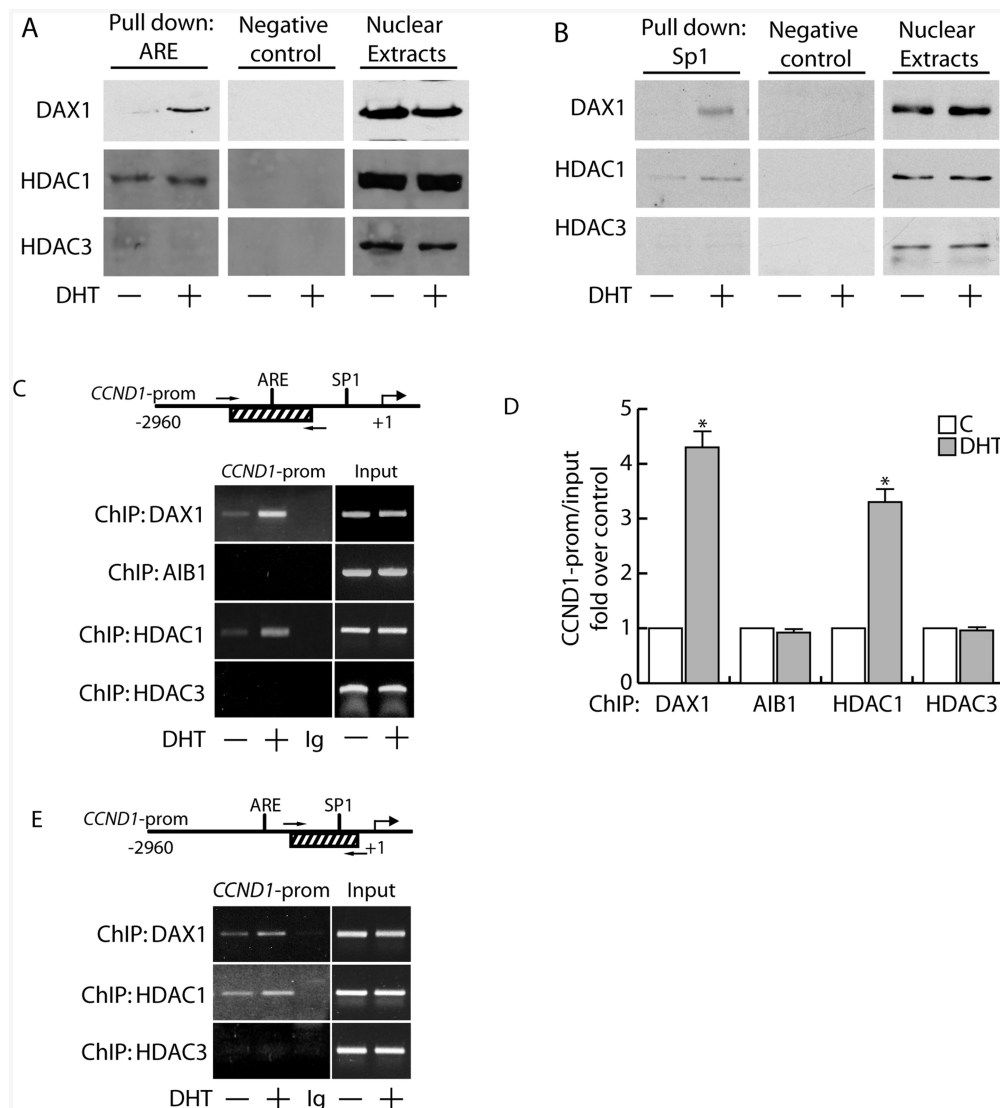 A
Pull down: ARE
Negative control
Nuclear Extracts
DAX1
HDAC1
HDAC3
DHT — + — + — +
B
Pull down: Sp1
Negative control
Nuclear Extracts
DAX1
HDAC1
HDAC3
DHT — + — + — +
C
ARE SP1
CCND1-prom
-2960 +1
CCND1-prom Input
ChIP: DAX1
ChIP: AIB1
ChIP: HDAC1
ChIP: HDAC3
DHT — + Ig — +
D
CCND1-prom/input
fold over control
5
4
3
2
1
0
C
DHT
*
*
ChIP: DAX1 AIB1 HDAC1 HDAC3
E
ARE SP1
CCND1-prom
-2960 +1
CCND1-prom Input
ChIP: DAX1
ChIP: HDAC1
ChIP: HDAC3
DHT — + Ig — +